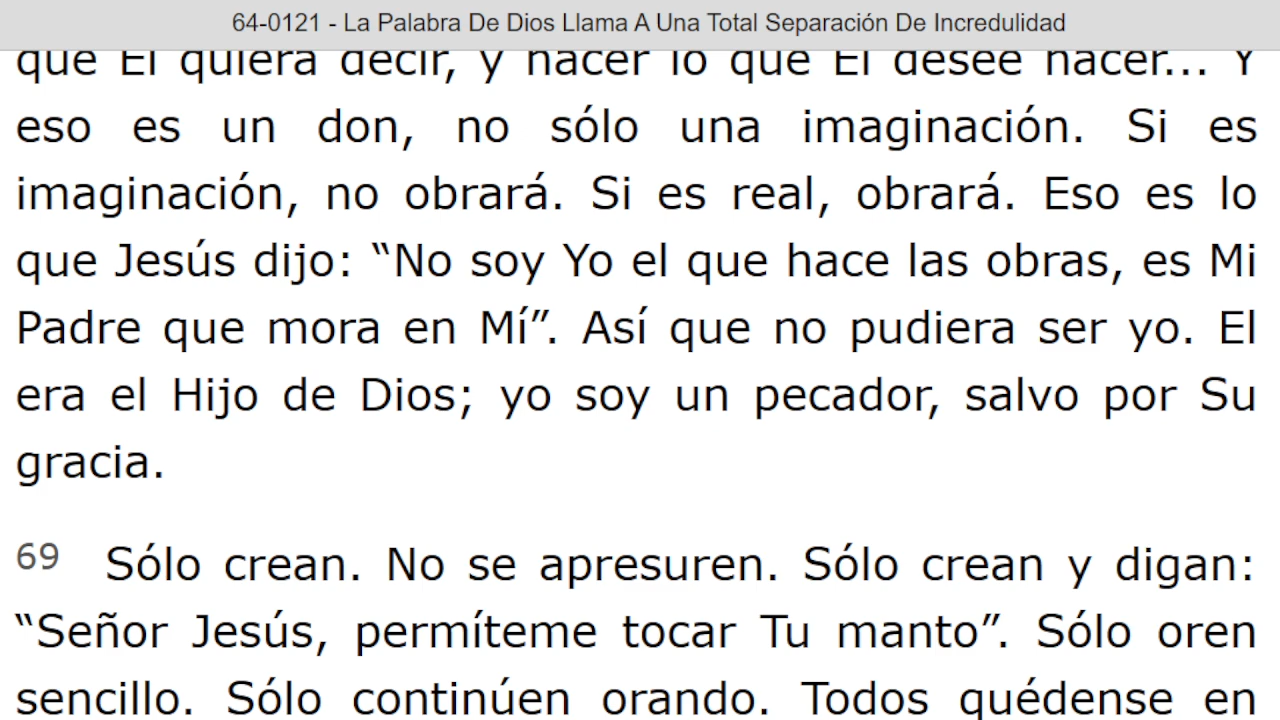 64-0121 - La Palabra De Dios Llama A Una Total Separación De Incredulidad
que El quiera decir, y hacer lo que El desee hacer... Y
eso es un don, no sólo una imaginación. Si es
imaginación, no obrará. Si es real, obrará. Eso es lo
que Jesús dijo: “No soy Yo el que hace las obras, es Mi
Padre que mora en Mí”. Así que no pudiera ser yo. El
era el Hijo de Dios; yo soy un pecador, salvo por Su
gracia.
69 Sólo crean. No se apresuren. Sólo crean y digan:
“Señor Jesús, permíteme tocar Tu manto”. Sólo oren
sencillo. Sólo continúen orando. Todos quédense en